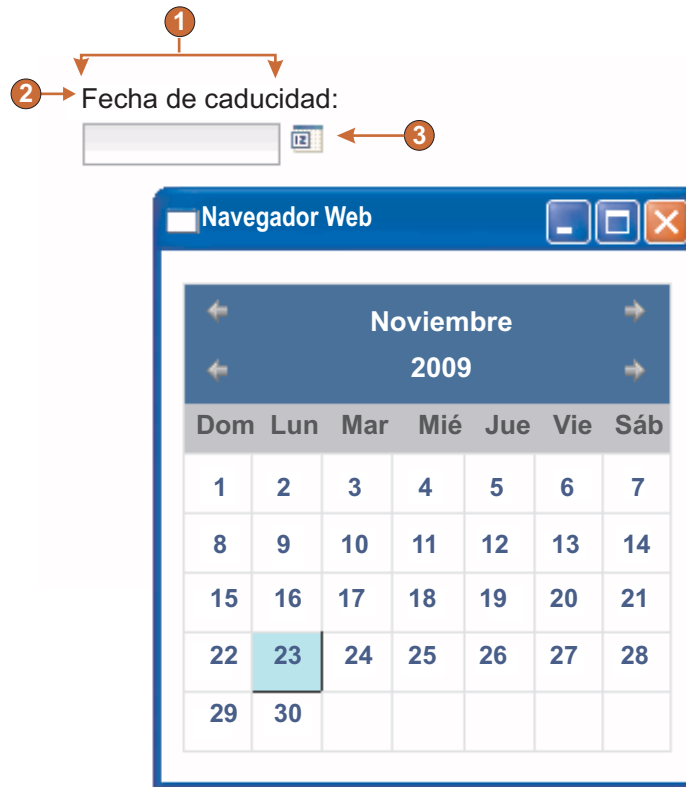 1
2 Fecha de caducidad:
12 3
Navegador Web
Noviembre
2009
Dom Lun Mar Mié Jue Vie Sáb
1 2 3 4 5 6 7
8 9 10 11 12 13 14
15 16 17 18 19 20 21
22 23 24 25 26 27 28
29 30